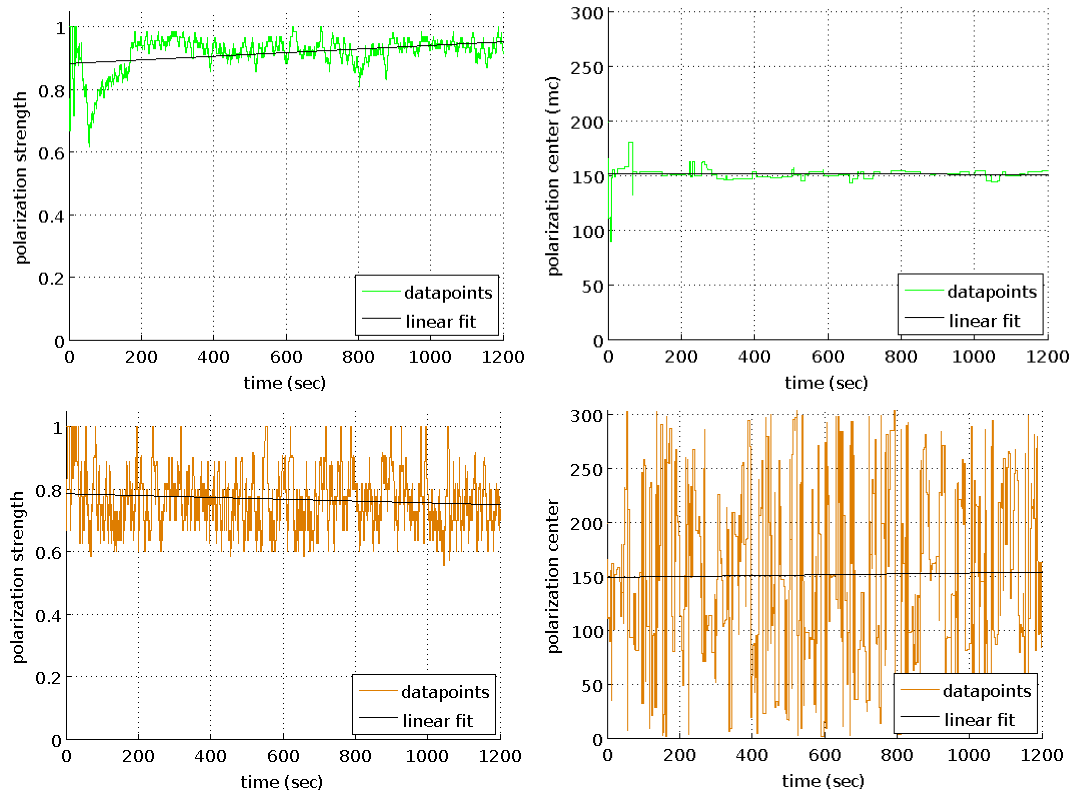 1
0.8
0.6
0.4
0.2
0
polarization strength
datapoints
linear fit
0 200 400 600 800 1000 1200
time (sec)
300
250
200
150
100
50
0
polarization center (mc)
datapoints
linear fit
0 200 400 600 800 1000 1200
time (sec)
1
0.8
0.6
0.4
0.2
0
polarization strength
datapoints
linear fit
0 200 400 600 800 1000 1200
time (sec)
300
250
200
150
100
50
0
polarization center
datapoints
linear fit
0 200 400 600 800 1000 1200
time (sec)